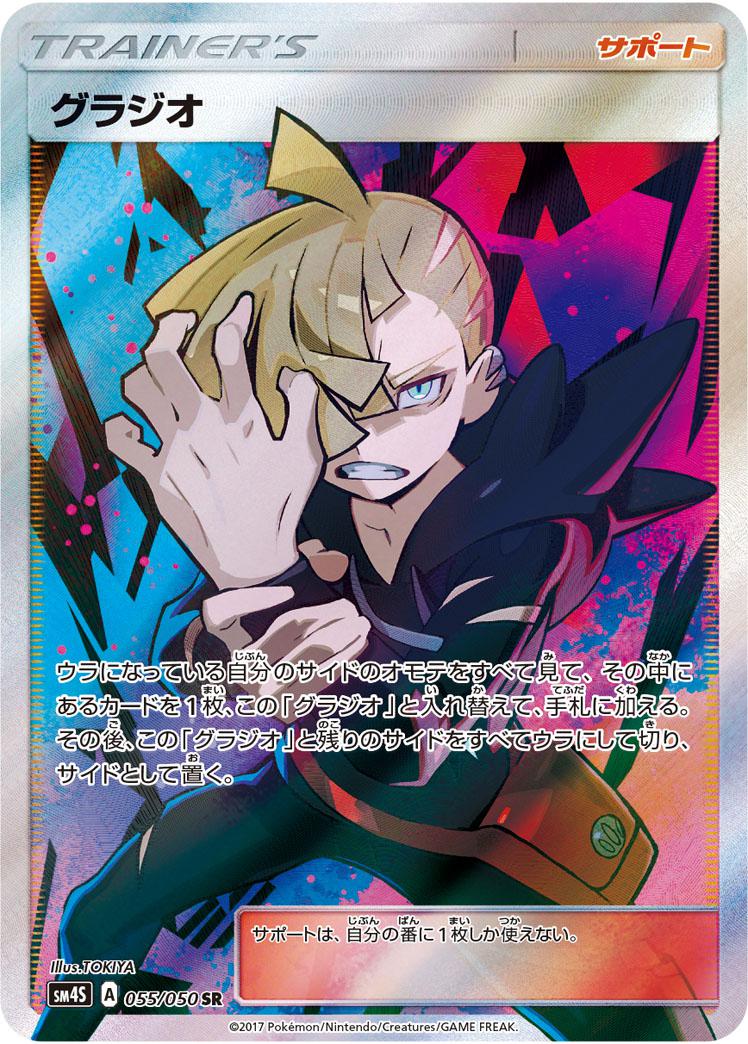 TRAINER'S
サポート
グラジオ
ウラになっている自分のサイドのオモテをすべて見て、その中に
あるカードを1枚、この「グラジオ」と入れ替えて、手札に加える。
その後、この「グラジオ」と残りのサイドをすべてウラにして切り、
サイドとして置く。
サポートは、自分の番に1枚しか使えない。
Illus.TOKIYA
SM4S A 055/050 SR
©2017 Pokémon/Nintendo/Creatures/GAME FREAK.